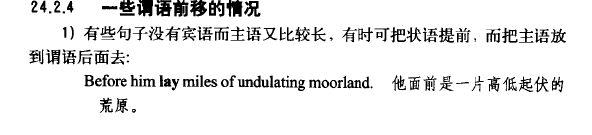 24.2.4 一些谓语前移的情况
1）有些句子没有宾语而主语又比较长，有时可把状语提前，而把主语放
到谓语后面去：
Before him lay miles of undulating moorland. 他面前是一片高低起伏的
荒原。